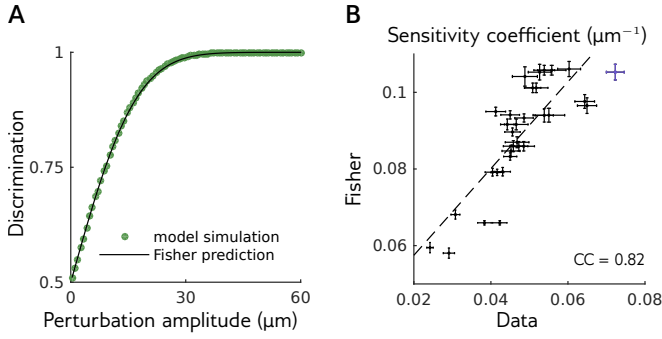 A
Discrimination
1
0.75
0.5
model simulation
Fisher prediction
0
30
60
Perturbation amplitude (μm)
B
Sensitivity coefficient (μm⁻¹)
Fisher
0.1
0.08
0.06
CC = 0.82
0.02
0.04
0.06
0.08
Data